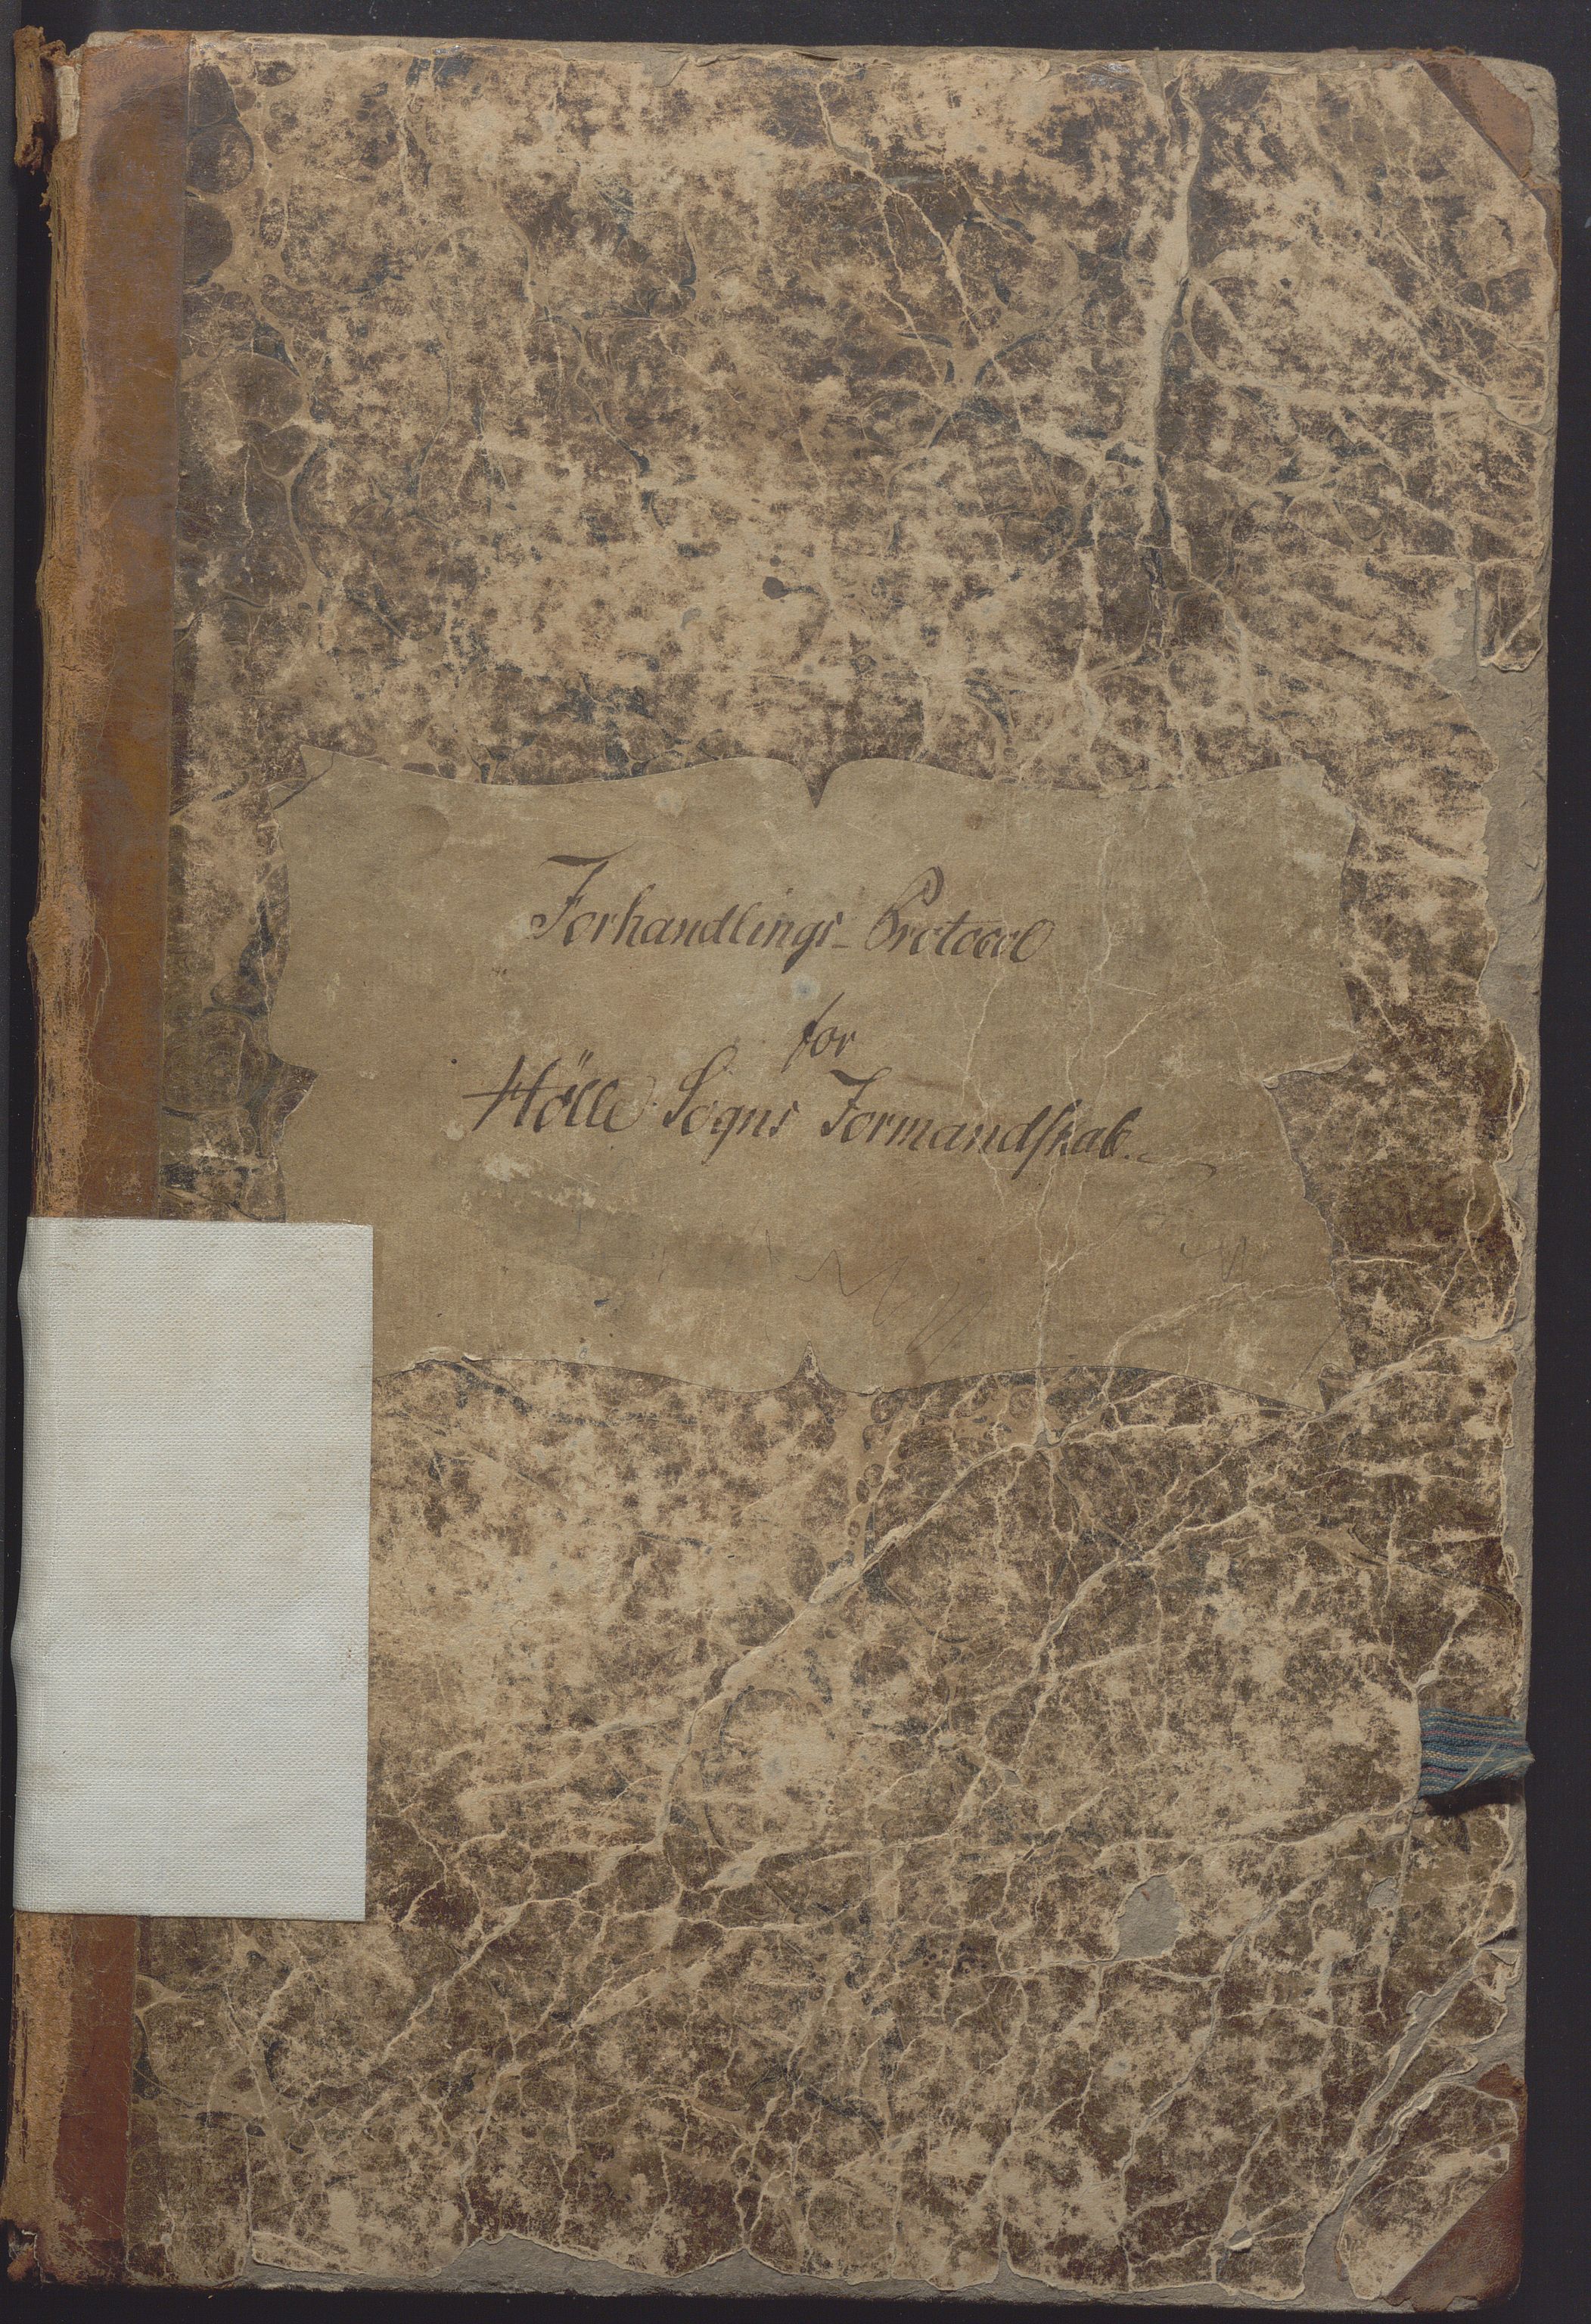 Forhandlings-Protocol
for
Hölle Sogns Formandskab.